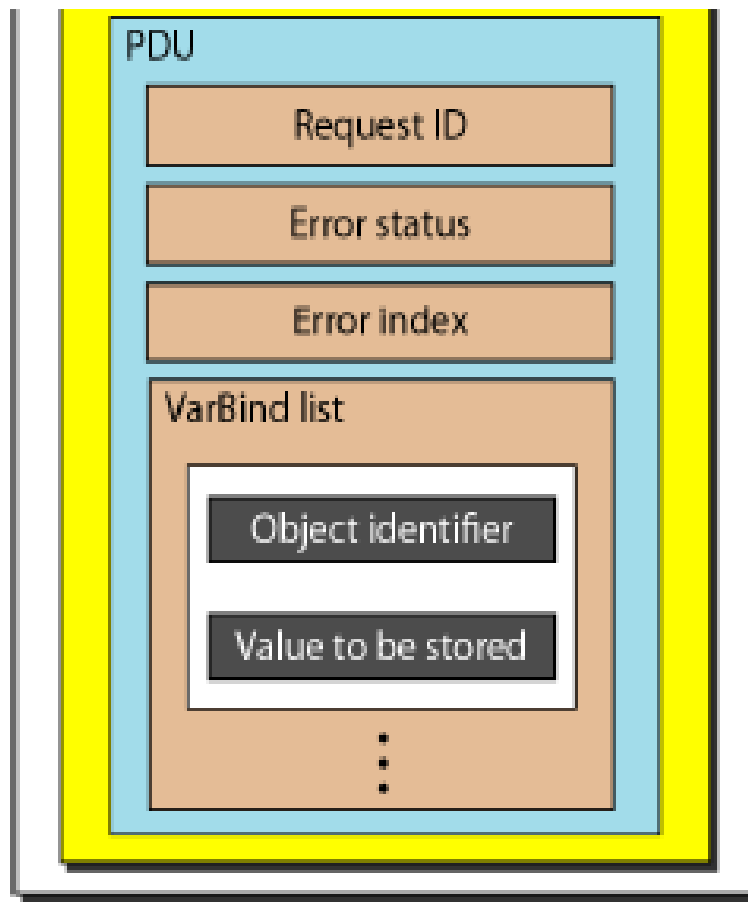 PDU
Request ID
Error status
Error index
VarBind list
Object identifier
Value to be stored